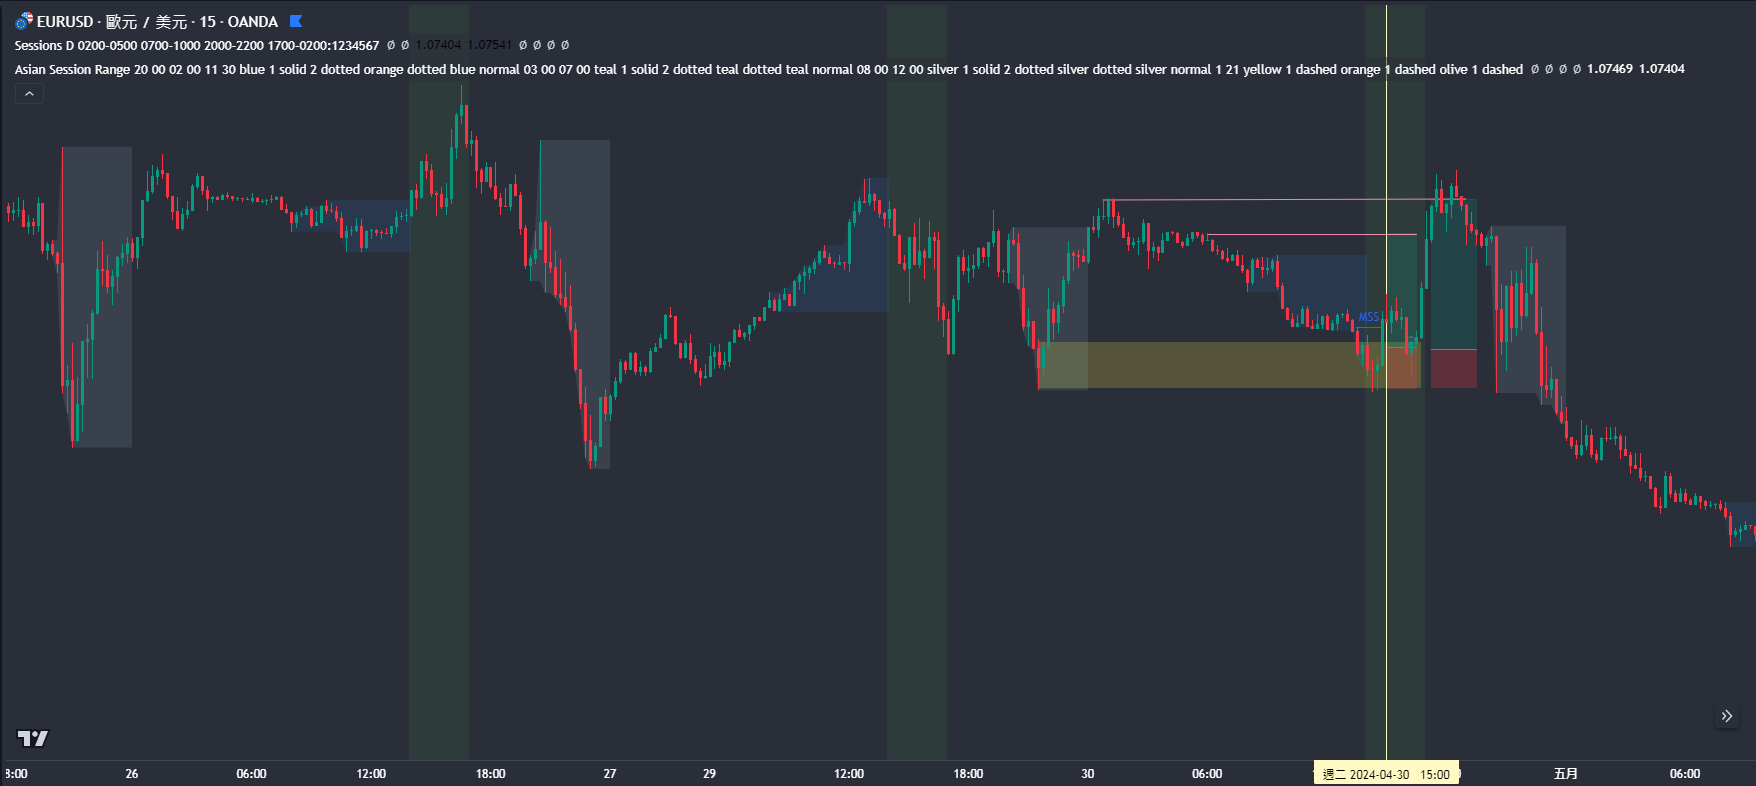 EURUSD · 歐元 / 美元 · 15 · OANDA
Sessions D 0200-0500 0700-1000 2000-2200 1700-0200:1234567 Ø Ø 1.07404 1.07541 Ø Ø Ø Ø
Asian Session Range 20 00 02 00 11 30 blue 1 solid 2 dotted orange dotted blue normal 03 00 07 00 teal 1 solid 2 dotted teal dotted teal normal 08 00 12 00 silver 1 solid 2 dotted silver dotted silver normal 1 21 yellow 1 dashed orange 1 dashed olive 1 dashed Ø Ø Ø Ø 1.07469 1.07404
MSS
8:00 26 06:00 12:00 18:00 27 29 12:00 18:00 30 06:00 週二 2024-04-30 15:00 五月 06:00